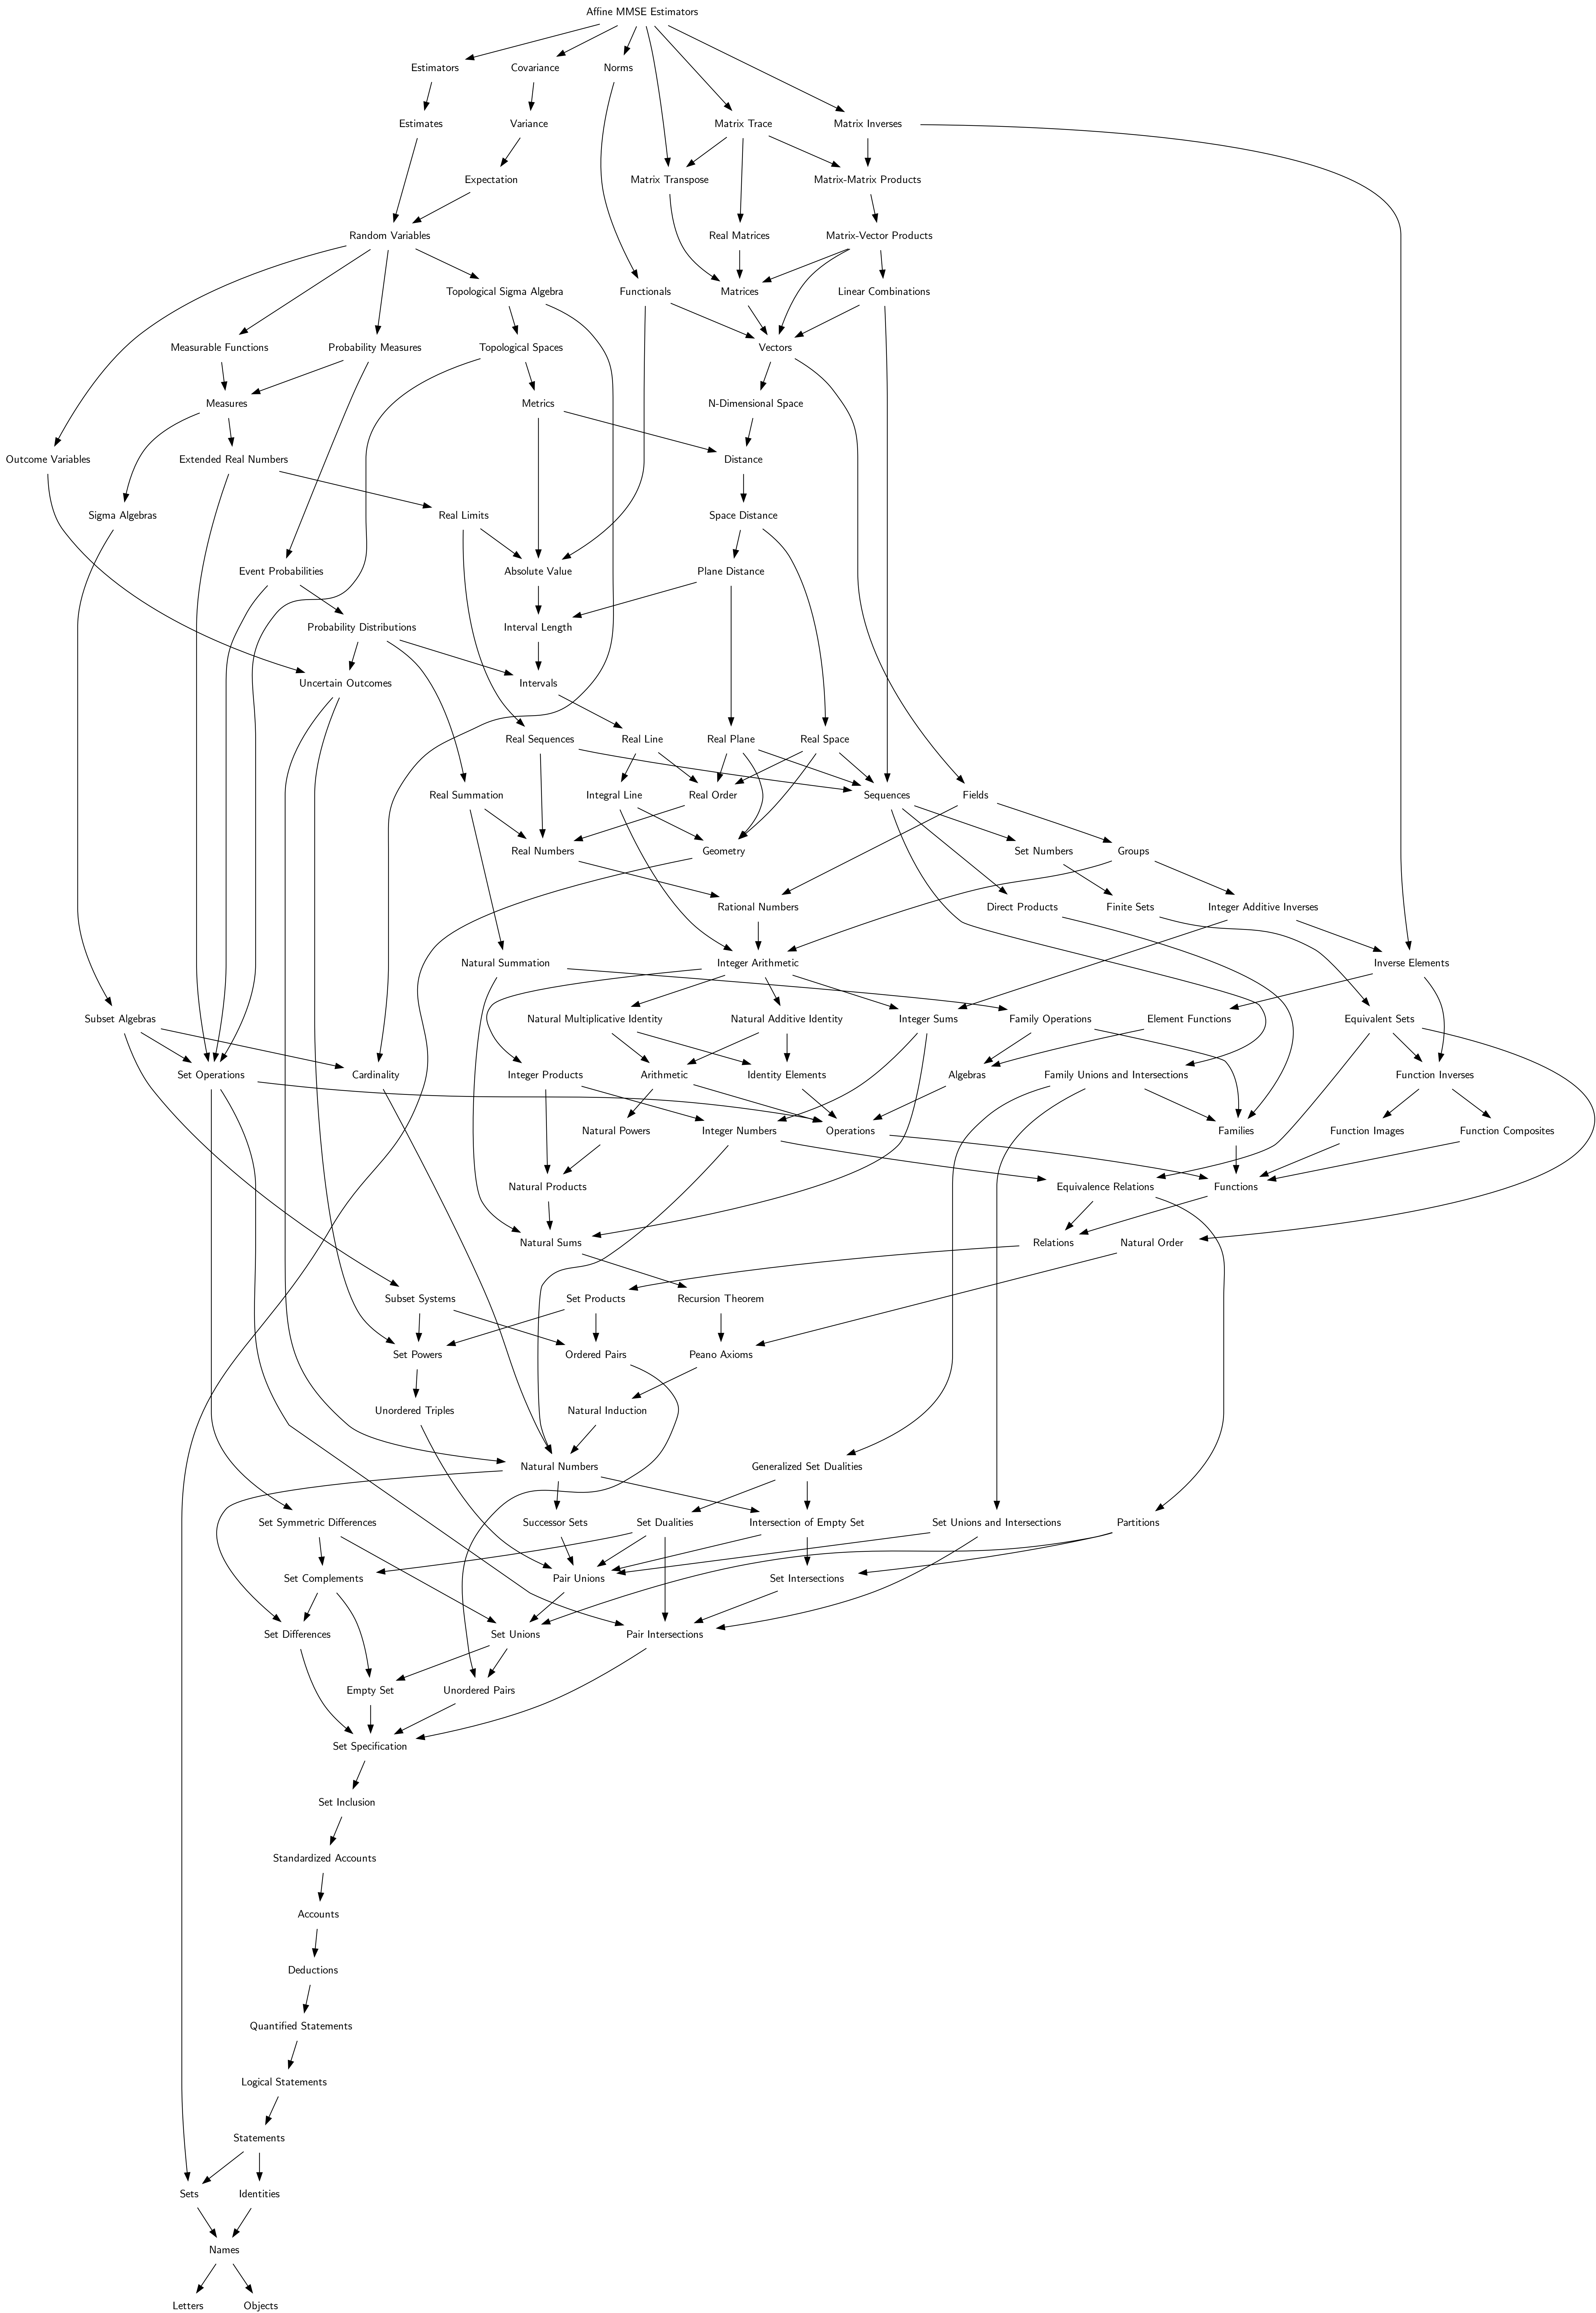 Affine MMSE Estimators
Estimators
Covariance
Norms
Estimates
Variance
Matrix Trace
Matrix Inverses
Expectation
Matrix Transpose
Matrix-Matrix Products
Random Variables
Real Matrices
Matrix-Vector Products
Topological Sigma Algebra
Functionals
Matrices
Linear Combinations
Measurable Functions
Probability Measures
Topological Spaces
Vectors
Measures
Metrics
N-Dimensional Space
Outcome Variables
Extended Real Numbers
Distance
Sigma Algebras
Real Limits
Space Distance
Event Probabilities
Absolute Value
Plane Distance
Probability Distributions
Interval Length
Uncertain Outcomes
Intervals
Real Sequences
Real Line
Real Plane
Real Space
Real Summation
Integral Line
Real Order
Sequences
Fields
Real Numbers
Geometry
Set Numbers
Groups
Rational Numbers
Direct Products
Finite Sets
Integer Additive Inverses
Natural Summation
Integer Arithmetic
Inverse Elements
Subset Algebras
Natural Multiplicative Identity
Natural Additive Identity
Integer Sums
Family Operations
Element Functions
Equivalent Sets
Set Operations
Cardinality
Integer Products
Arithmetic
Identity Elements
Algebras
Family Unions and Intersections
Function Inverses
Natural Powers
Integer Numbers
Operations
Families
Function Images
Function Composites
Natural Products
Equivalence Relations
Functions
Natural Sums
Relations
Natural Order
Subset Systems
Set Products
Recursion Theorem
Set Powers
Ordered Pairs
Peano Axioms
Unordered Triples
Natural Induction
Natural Numbers
Generalized Set Dualities
Set Symmetric Differences
Successor Sets
Set Dualities
Intersection of Empty Set
Set Unions and Intersections
Partitions
Set Complements
Pair Unions
Set Intersections
Set Differences
Set Unions
Pair Intersections
Empty Set
Unordered Pairs
Set Specification
Set Inclusion
Standardized Accounts
Accounts
Deductions
Quantified Statements
Logical Statements
Statements
Sets
Identities
Names
Letters
Objects